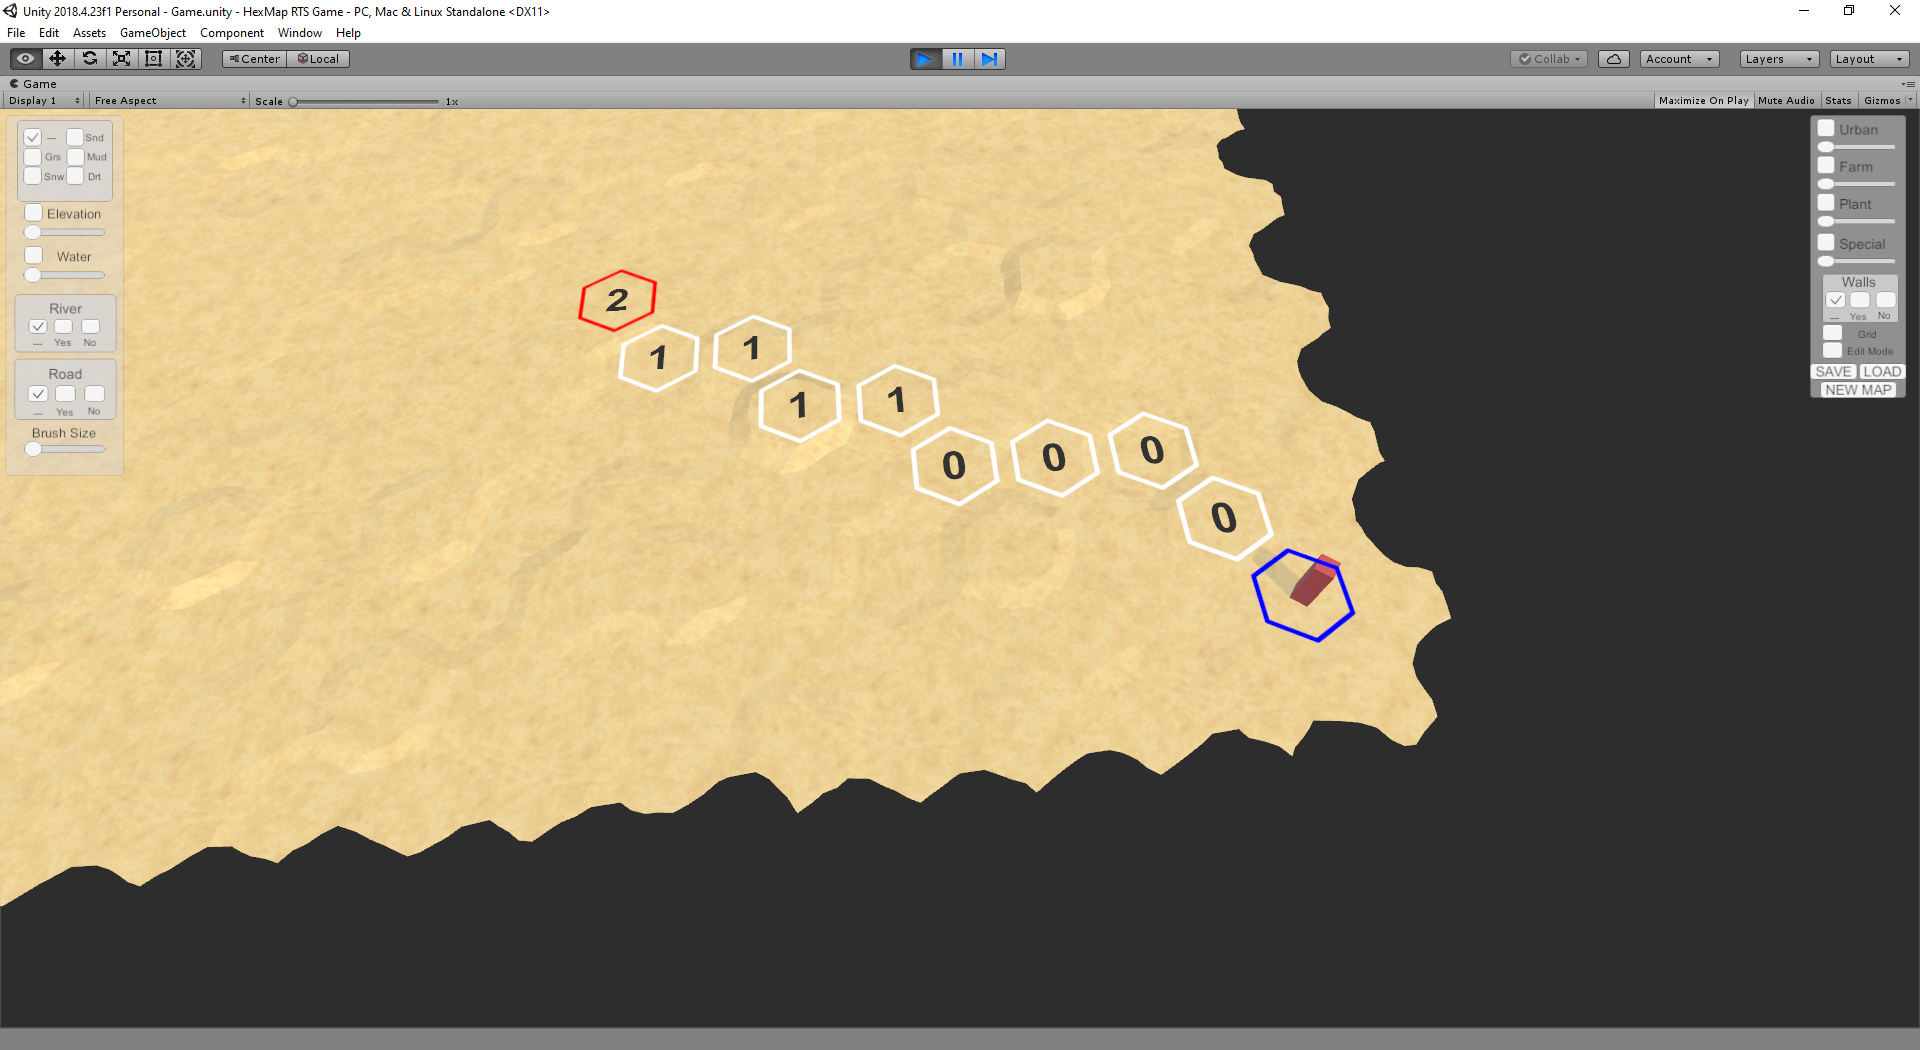 Unity 2018.4.23f1 Personal - Game.unity - HexMap RTS Game - PC, Mac & Linux Standalone <DX11>
File Edit Assets GameObject Component Window Help
Center Local Collab Account Layers Layout
Game
Display 1 Free Aspect Scale 1x Maximize On Play Mute Audio Stats Gizmos
--- Snd
Grs Mud
Snw Drt
Elevation
Water
River
--- Yes No
Road
--- Yes No
Brush Size
2
1 1
1 1
0 0 0
0
Urban
Farm
Plant
Special
Walls
--- Yes No
Grid
Edit Mode
SAVE LOAD
NEW MAP